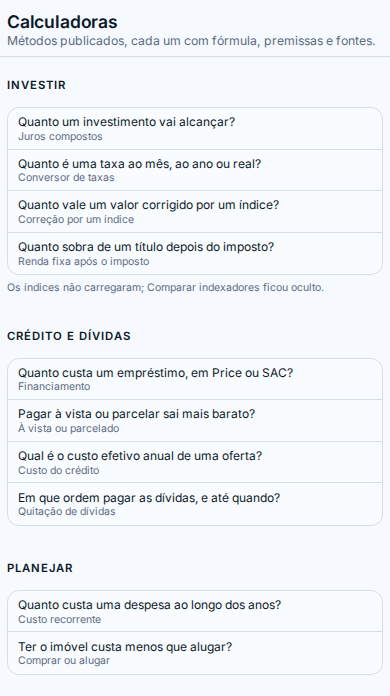 Calculadoras
Métodos publicados, cada um com fórmula, premissas e fontes.
INVESTIR
Quanto um investimento vai alcançar?
Juros compostos
Quanto é uma taxa ao mês, ao ano ou real?
Conversor de taxas
Quanto vale um valor corrigido por um índice?
Correção por um índice
Quanto sobra de um título depois do imposto?
Renda fixa após o imposto
Os índices não carregaram; Comparar indexadores ficou oculto.
CRÉDITO E DÍVIDAS
Quanto custa um empréstimo, em Price ou SAC?
Financiamento
Pagar à vista ou parcelar sai mais barato?
À vista ou parcelado
Qual é o custo efetivo anual de uma oferta?
Custo do crédito
Em que ordem pagar as dívidas, e até quando?
Quitação de dívidas
PLANEJAR
Quanto custa uma despesa ao longo dos anos?
Custo recorrente
Ter o imóvel custa menos que alugar?
Comprar ou alugar